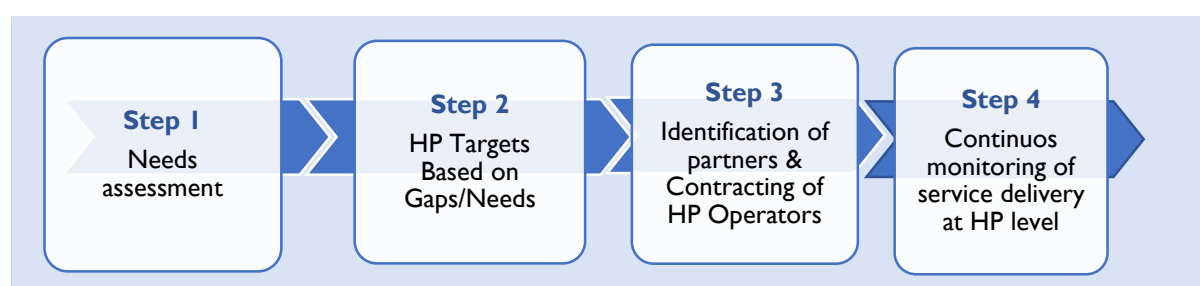 Step 1
Needs
assessment
Step 2
HP Targets
Based on
Gaps/Needs
Step 3
Identification of
partners &
Contracting of
HP Operators
Step 4
Continuos
monitoring of
service delivery
at HP level